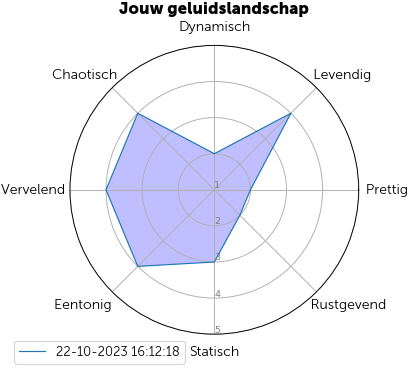 Jouw geluidslandschap
Dynamisch
Chaotisch
Levendig
Vervelend
1
Prettig
2
3
4
Eentonig
Rustgevend
5
22-10-2023 16:12:18
Statisch